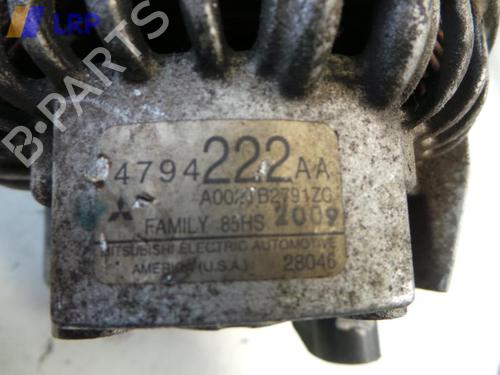 LRP
B-PARTS
4794222AA
A002TB2791ZC
FAMILY 85HS 2009
MITSUBISHI ELECTRIC AUTOMOTIVE
AMERICA (U.S.A.) 28046